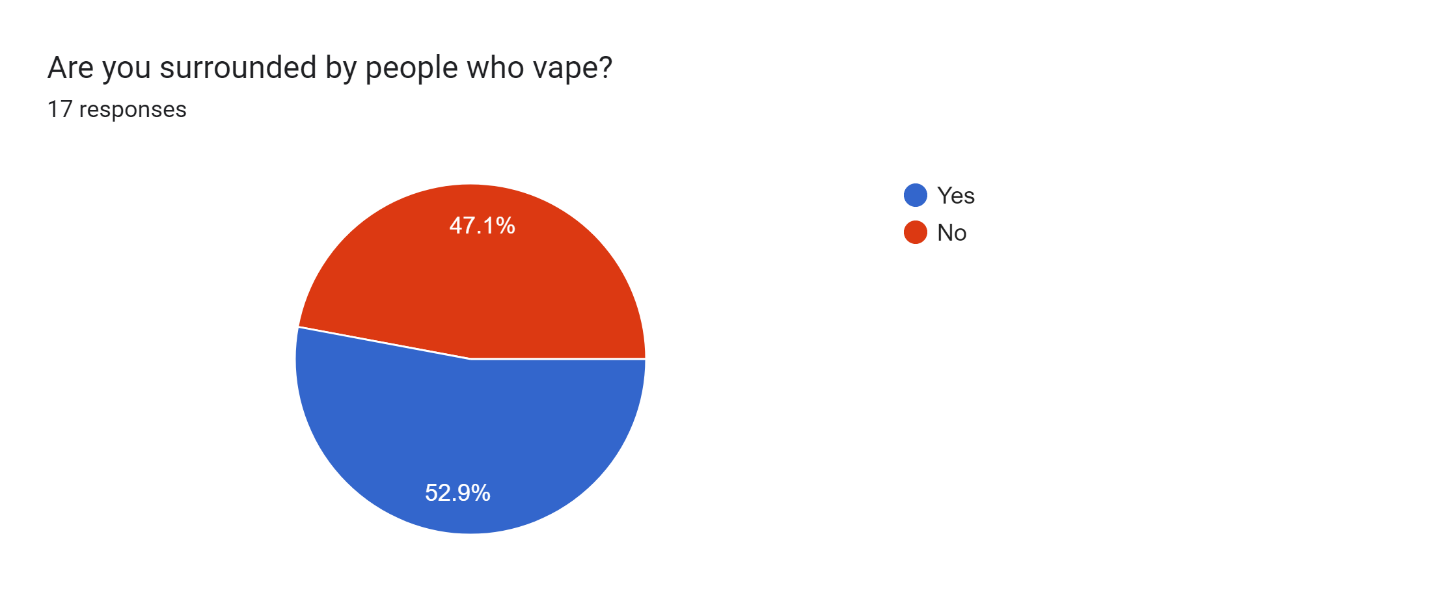 Are you surrounded by people who vape?
17 responses
47.1%
52.9%
Yes
No